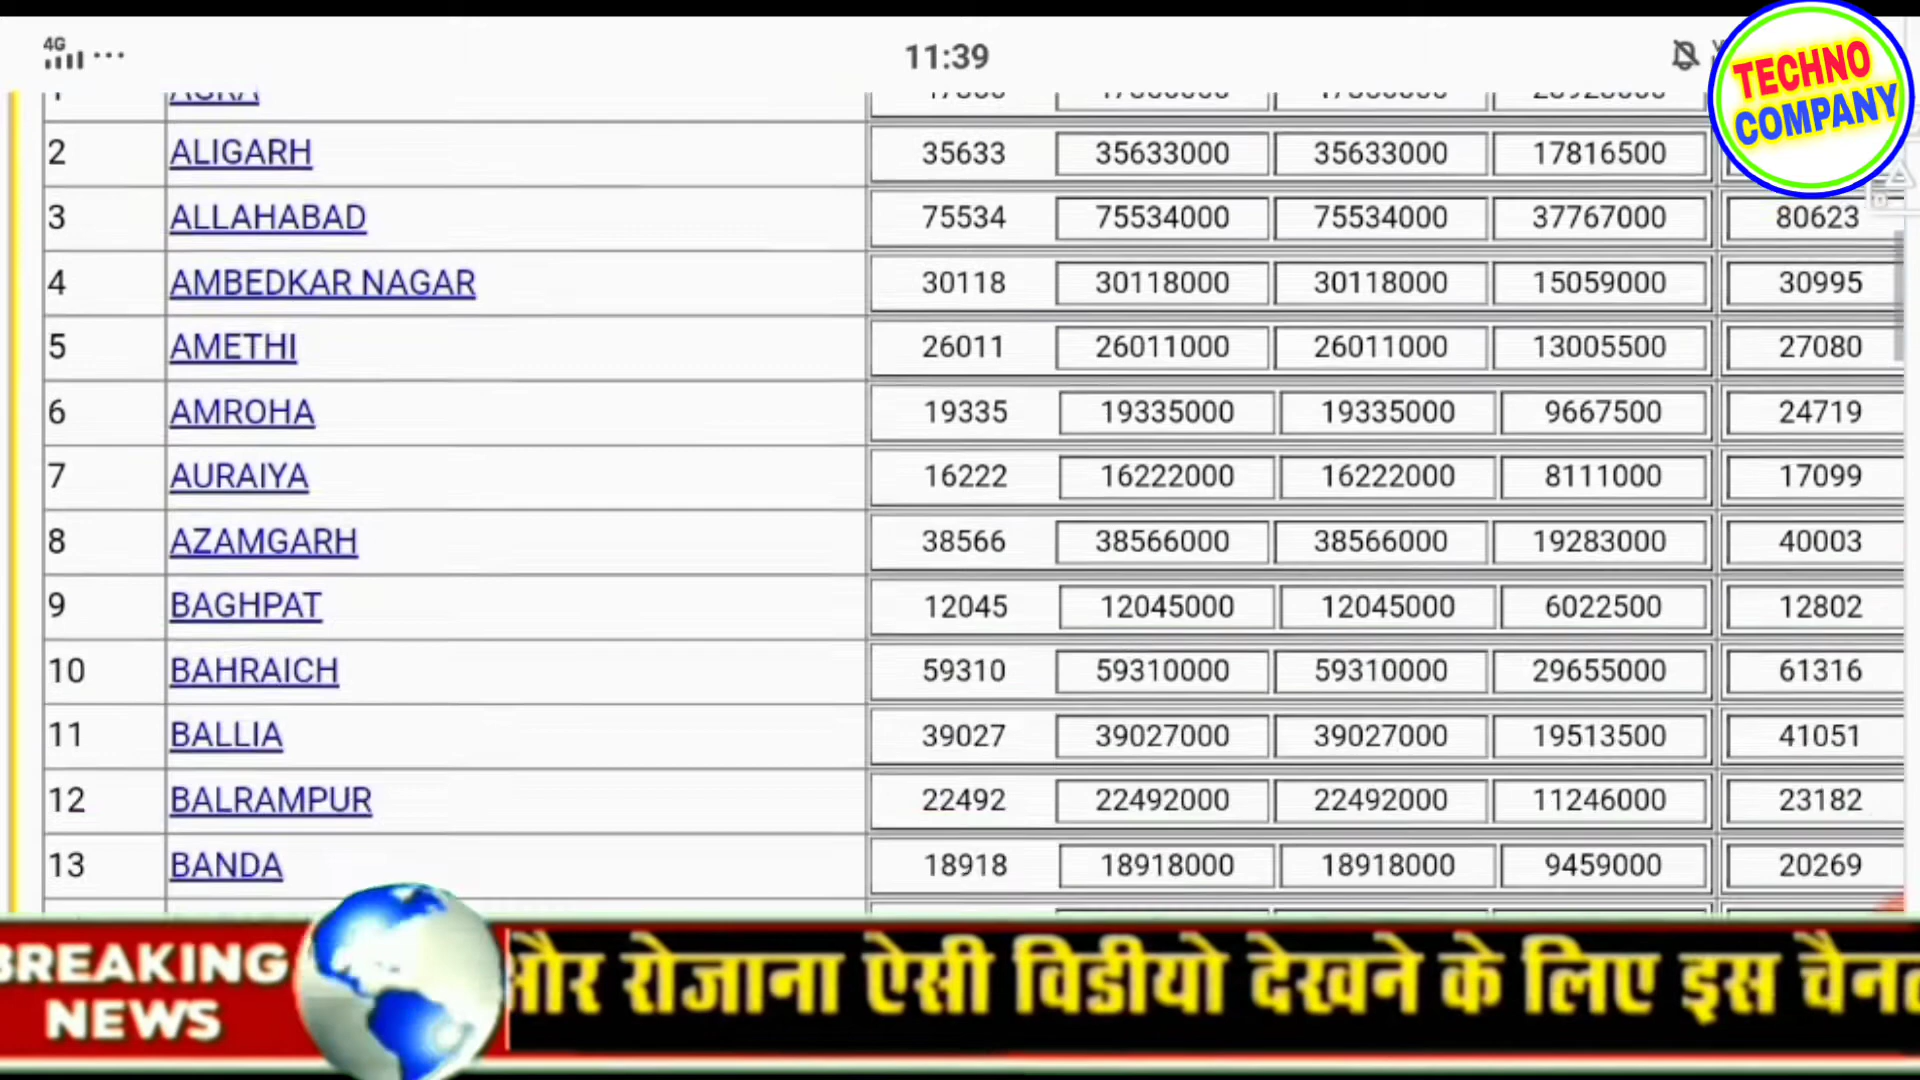 4G 11:39
TECHNO
COMPANY
2 ALIGARH 35633 35633000 35633000 17816500
3 ALLAHABAD 75534 75534000 75534000 37767000 80623
4 AMBEDKAR NAGAR 30118 30118000 30118000 15059000 30995
5 AMETHI 26011 26011000 26011000 13005500 27080
6 AMROHA 19335 19335000 19335000 9667500 24719
7 AURAIYA 16222 16222000 16222000 8111000 17099
8 AZAMGARH 38566 38566000 38566000 19283000 40003
9 BAGHPAT 12045 12045000 12045000 6022500 12802
10 BAHRAICH 59310 59310000 59310000 29655000 61316
11 BALLIA 39027 39027000 39027000 19513500 41051
12 BALRAMPUR 22492 22492000 22492000 11246000 23182
13 BANDA 18918 18918000 18918000 9459000 20269
BREAKING
NEWS
और रोजाना ऐसी विडीयो देखने के लिए इस